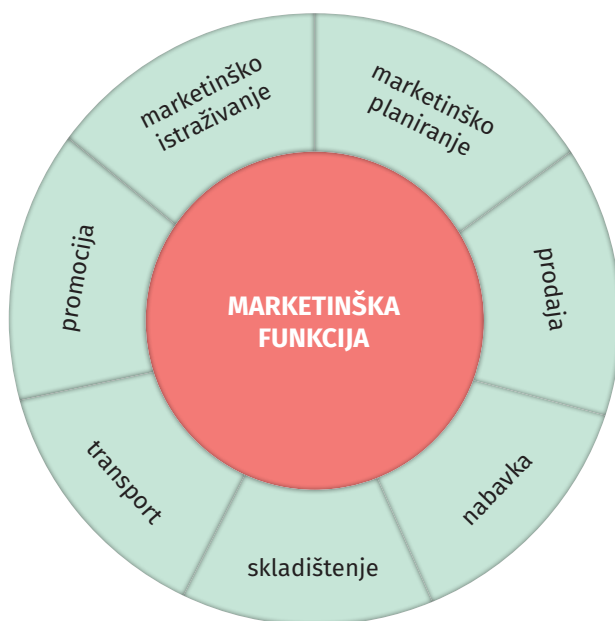 marketinško
istraživanje
marketinško
planiranje
promocija
prodaja
MARKETINŠKA
FUNKCIJA
transport
nabavka
skladištenje